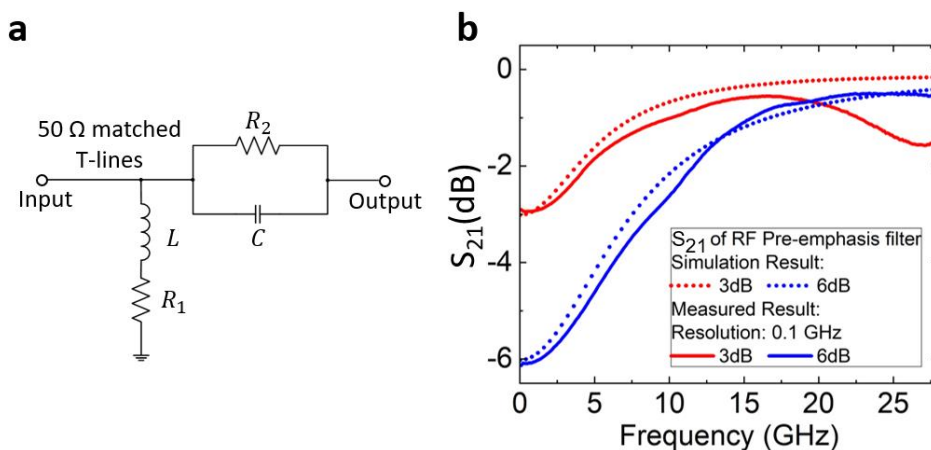 a
50 Ω matched
T-lines
Input
L
R₁
R₂
C
Output
b
S₂₁(dB)
0
-2
-4
-6
0 5 10 15 20 25
Frequency (GHz)
S₂₁ of RF Pre-emphasis filter
Simulation Result:
3dB 6dB
Measured Result:
Resolution: 0.1 GHz
3dB 6dB